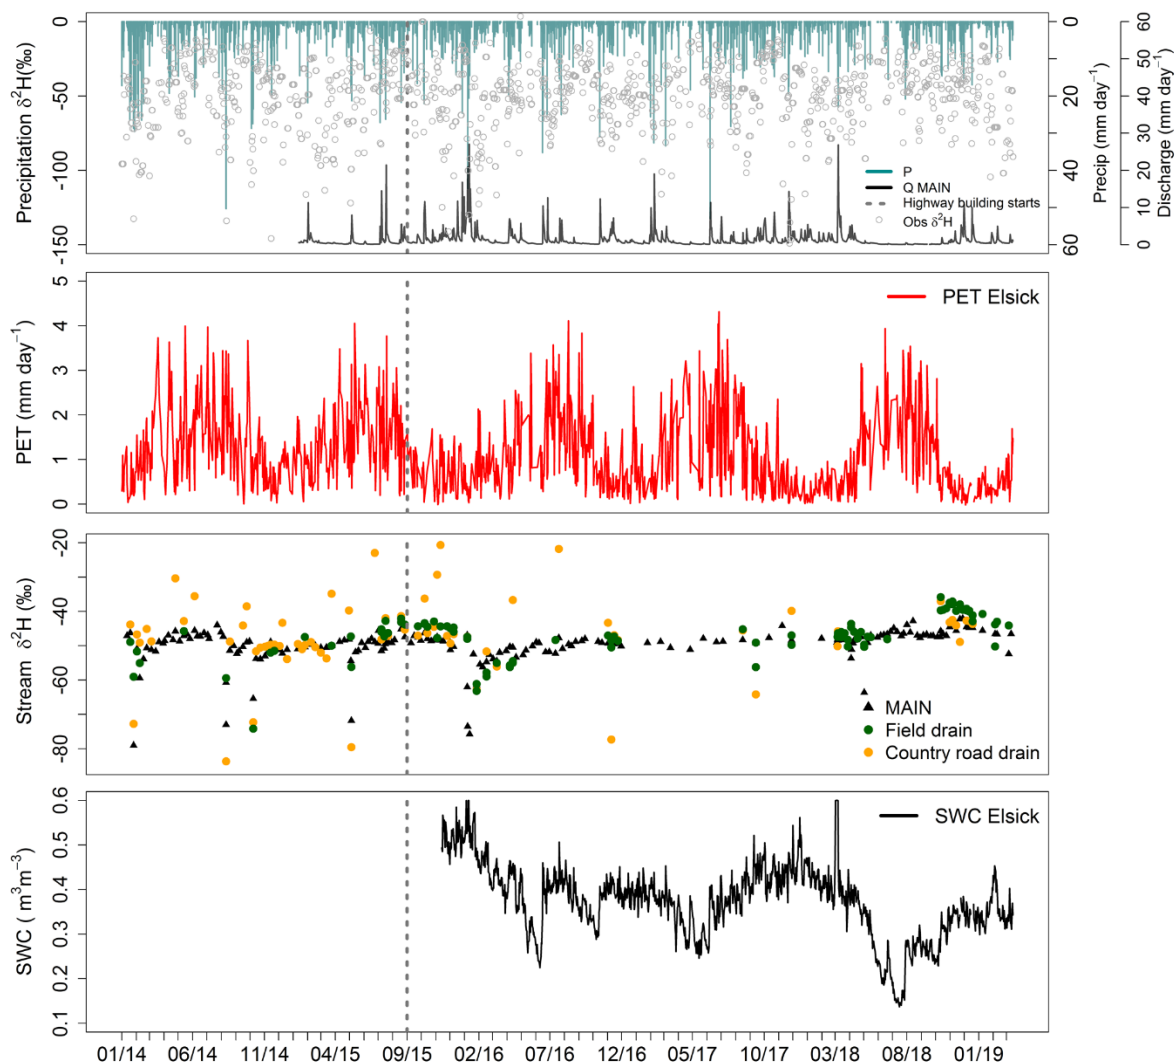 Precipitation δ²H(‰)
0
-50
-100
-150
0
20
40
60
Precip (mm day⁻¹)
60
50
40
30
20
10
0
Discharge (mm day⁻¹)
P
Q MAIN
Highway building starts
Obs δ²H
PET (mm day⁻¹)
5
4
3
2
1
0
PET Elsick
Stream δ²H (‰)
-20
-40
-60
-80
MAIN
Field drain
Country road drain
SWC ( m³m⁻³)
0.6
0.5
0.4
0.3
0.2
0.1
SWC Elsick
01/14 06/14 11/14 04/15 09/15 02/16 07/16 12/16 05/17 10/17 03/18 08/18 01/19